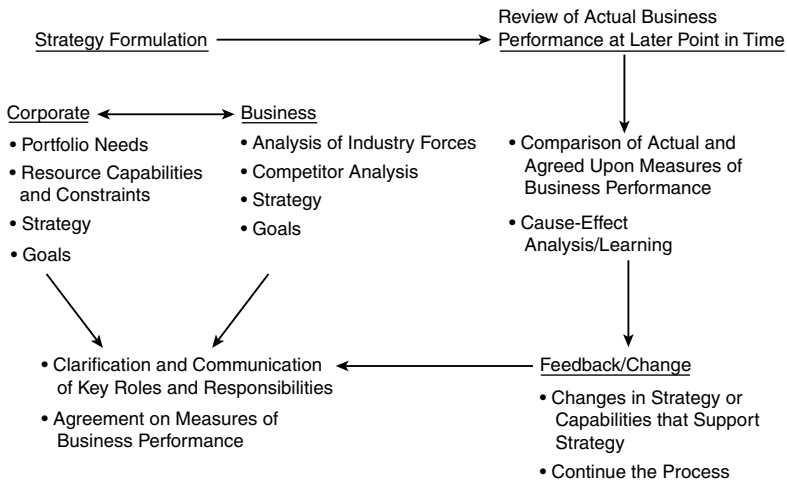 Strategy Formulation
Review of Actual Business
Performance at Later Point in Time
Corporate
• Portfolio Needs
• Resource Capabilities
and Constraints
• Strategy
• Goals
Business
• Analysis of Industry Forces
• Competitor Analysis
• Strategy
• Goals
• Comparison of Actual and
Agreed Upon Measures of
Business Performance
• Cause-Effect
Analysis/Learning
• Clarification and Communication
of Key Roles and Responsibilities
• Agreement on Measures of
Business Performance
Feedback/Change
• Changes in Strategy or
Capabilities that Support
Strategy
• Continue the Process